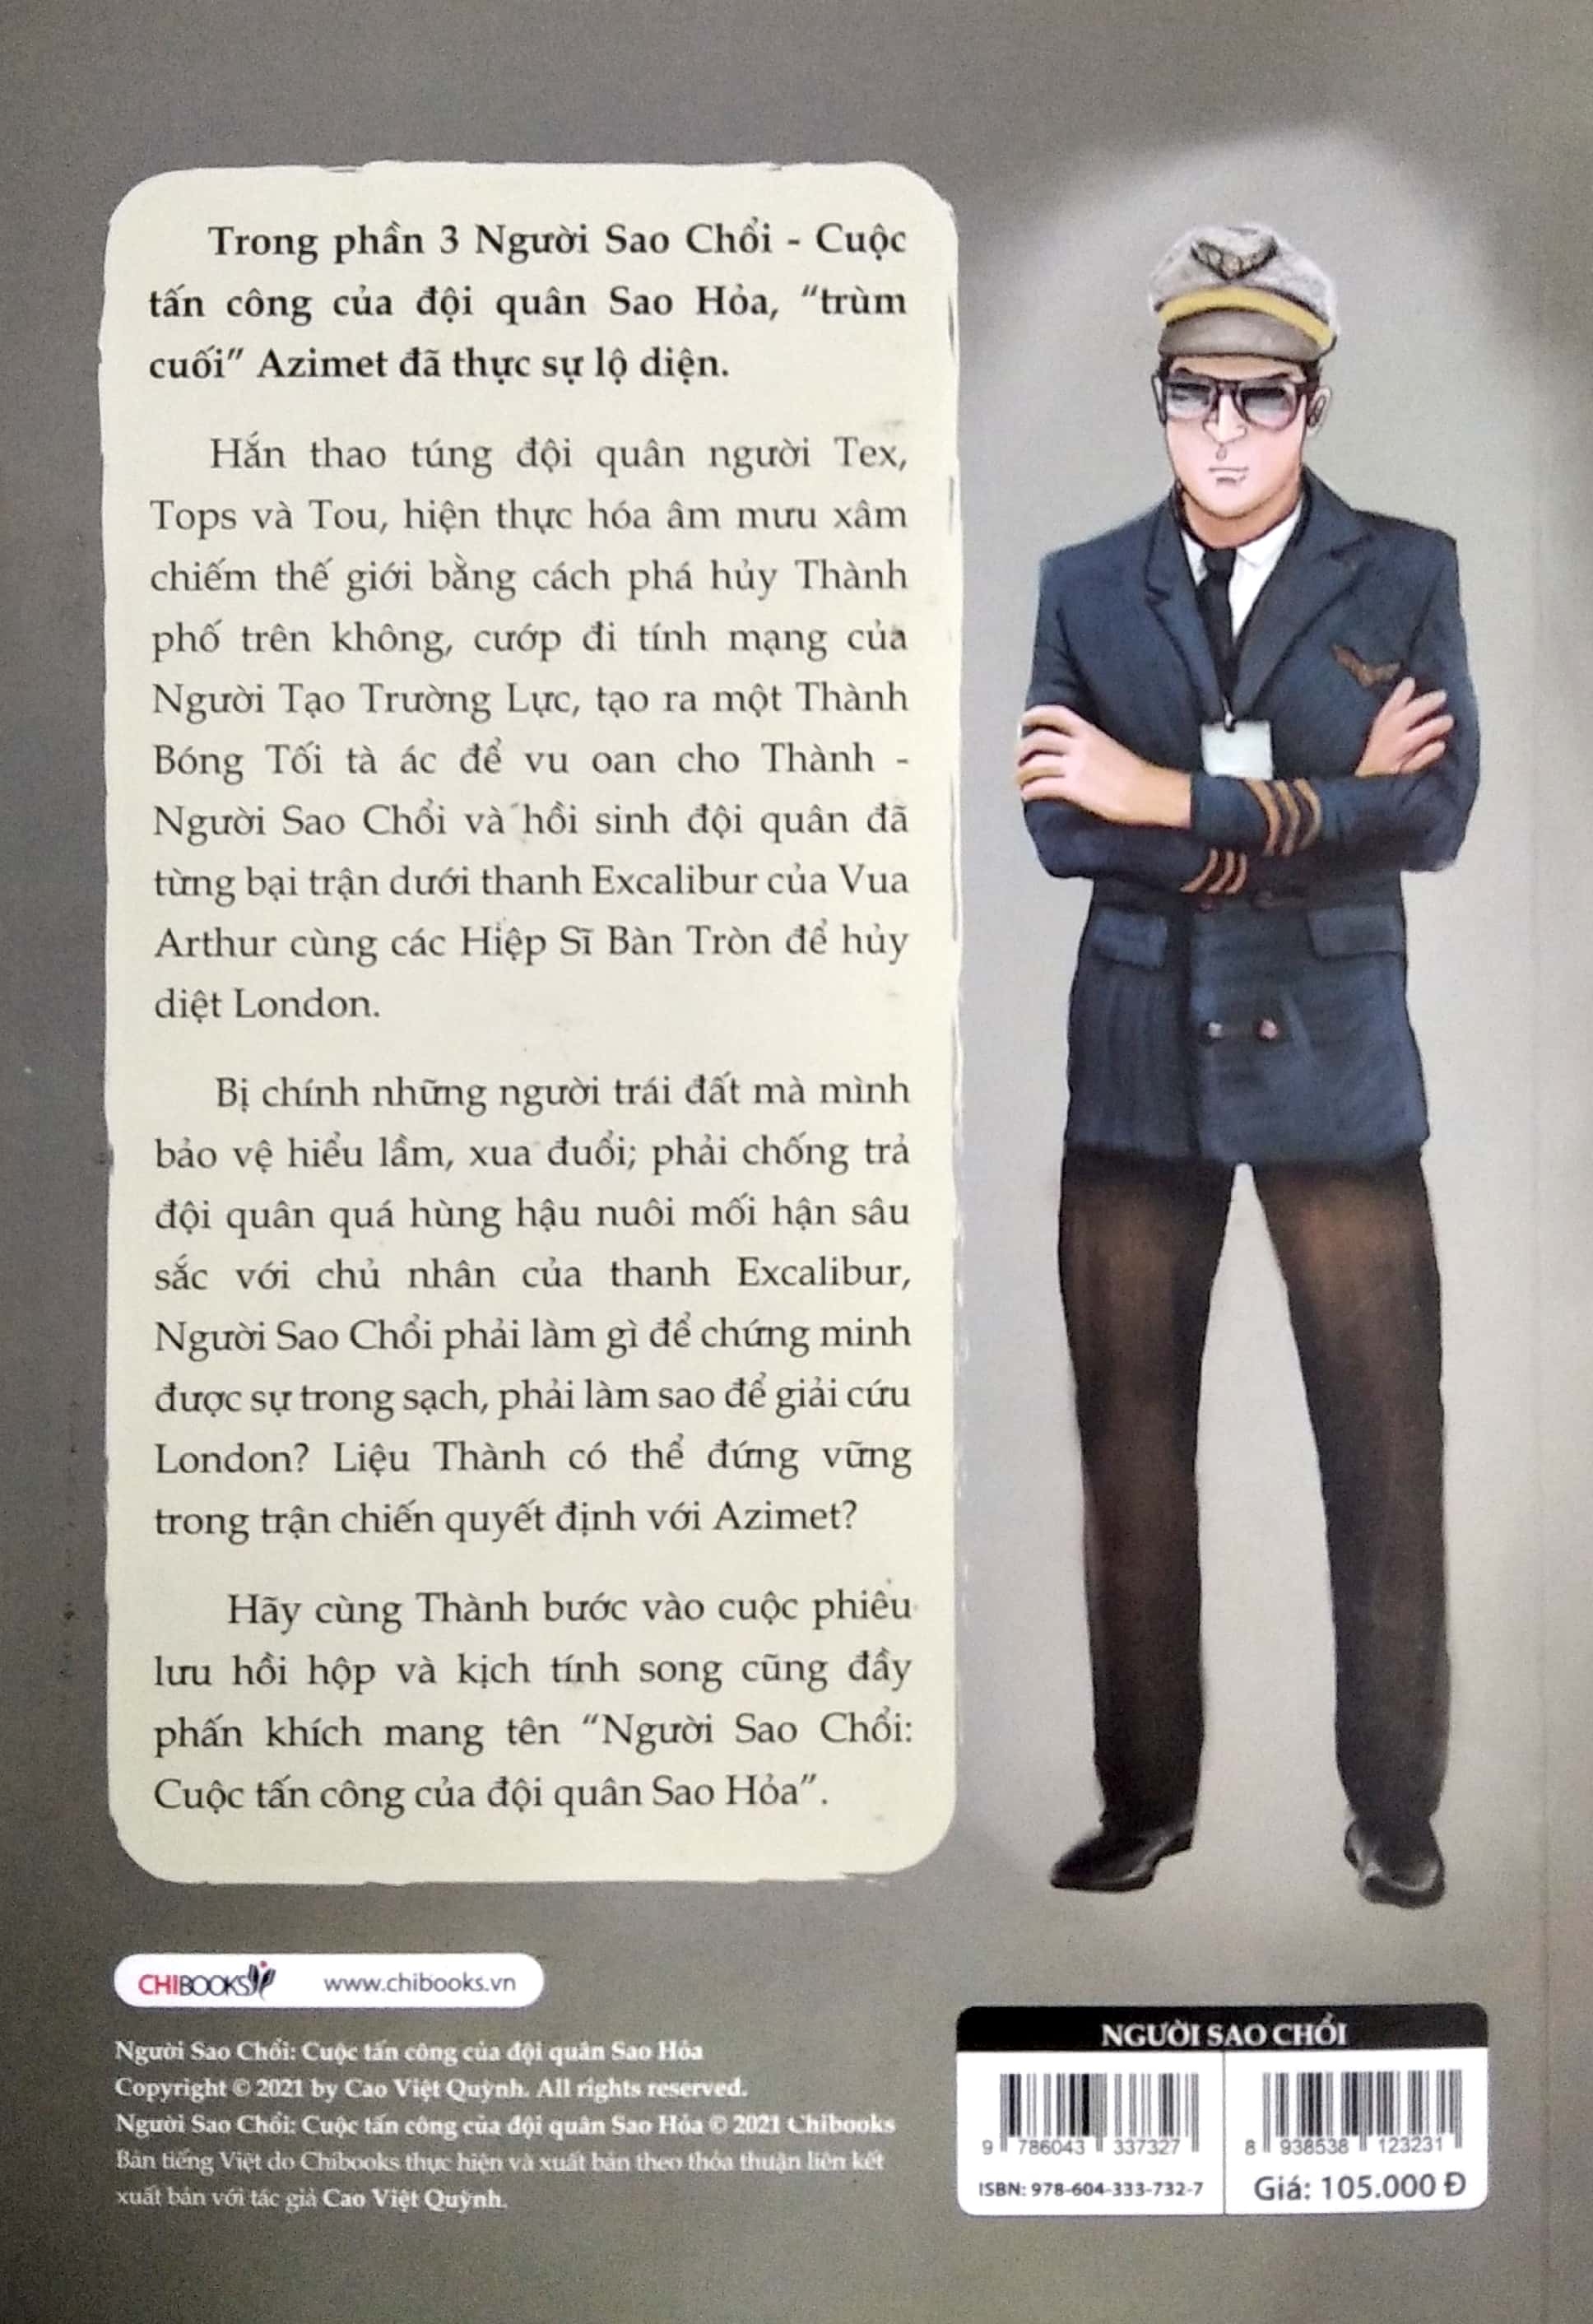 Trong phần 3 Người Sao Chổi - Cuộc
tấn công của đội quân Sao Hỏa, “trùm
cuối” Azimet đã thực sự lộ diện.
Hắn thao túng đội quân người Tex,
Tops và Tou, hiện thực hóa âm mưu xâm
chiếm thế giới bằng cách phá hủy Thành
phố trên không, cướp đi tính mạng của
Người Tạo Trường Lực, tạo ra một Thành
Bóng Tối tà ác để vu oan cho Thành -
Người Sao Chổi và hồi sinh đội quân đã
từng bại trận dưới thanh Excalibur của Vua
Arthur cùng các Hiệp Sĩ Bàn Tròn để hủy
diệt London.
Bị chính những người trái đất mà mình
bảo vệ hiểu lầm, xua đuổi; phải chống trả
đội quân quá hùng hậu nuôi mối hận sâu
sắc với chủ nhân của thanh Excalibur,
Người Sao Chổi phải làm gì để chứng minh
được sự trong sạch, phải làm sao để giải cứu
London? Liệu Thành có thể đứng vững
trong trận chiến quyết định với Azimet?
Hãy cùng Thành bước vào cuộc phiêu
lưu hồi hộp và kịch tính song cũng đầy
phấn khích mang tên “Người Sao Chổi:
Cuộc tấn công của đội quân Sao Hỏa”.
CHIBOOKS www.chibooks.vn
Người Sao Chổi: Cuộc tấn công của đội quân Sao Hỏa
Copyright © 2021 by Cao Việt Quỳnh. All rights reserved.
Người Sao Chổi: Cuộc tấn công của đội quân Sao Hỏa © 2021 Chibooks
Bản tiếng Việt do Chibooks thực hiện và xuất bản theo thỏa thuận liên kết
xuất bản với tác giả Cao Việt Quỳnh.
NGƯỜI SAO CHỔI
9 786043 337327
ISBN: 978-604-333-732-7
8 938538 123231
Giá: 105.000 Đ